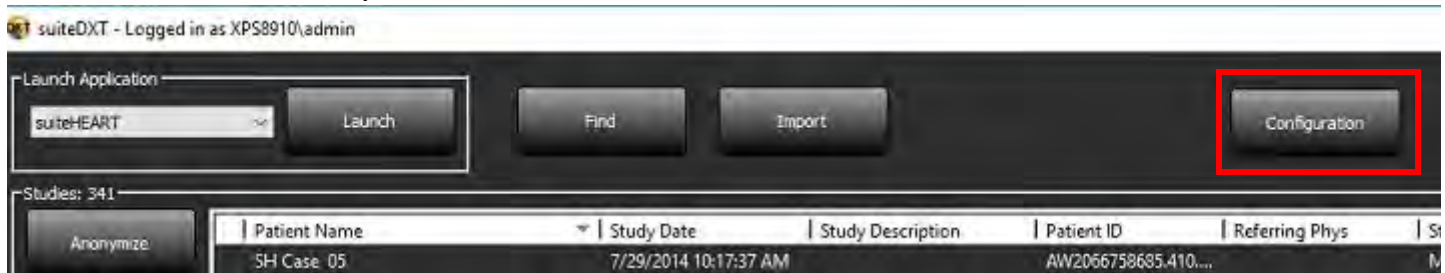 suiteDXT - Logged in as XPS8910\admin
Launch Application
suiteHEART Launch Find Import Configuration
Studies: 341
Anonymize Patient Name Study Date Study Description Patient ID Referring Phys
SH Case 05 7/29/2014 10:17:37 AM AW2066758685.410....